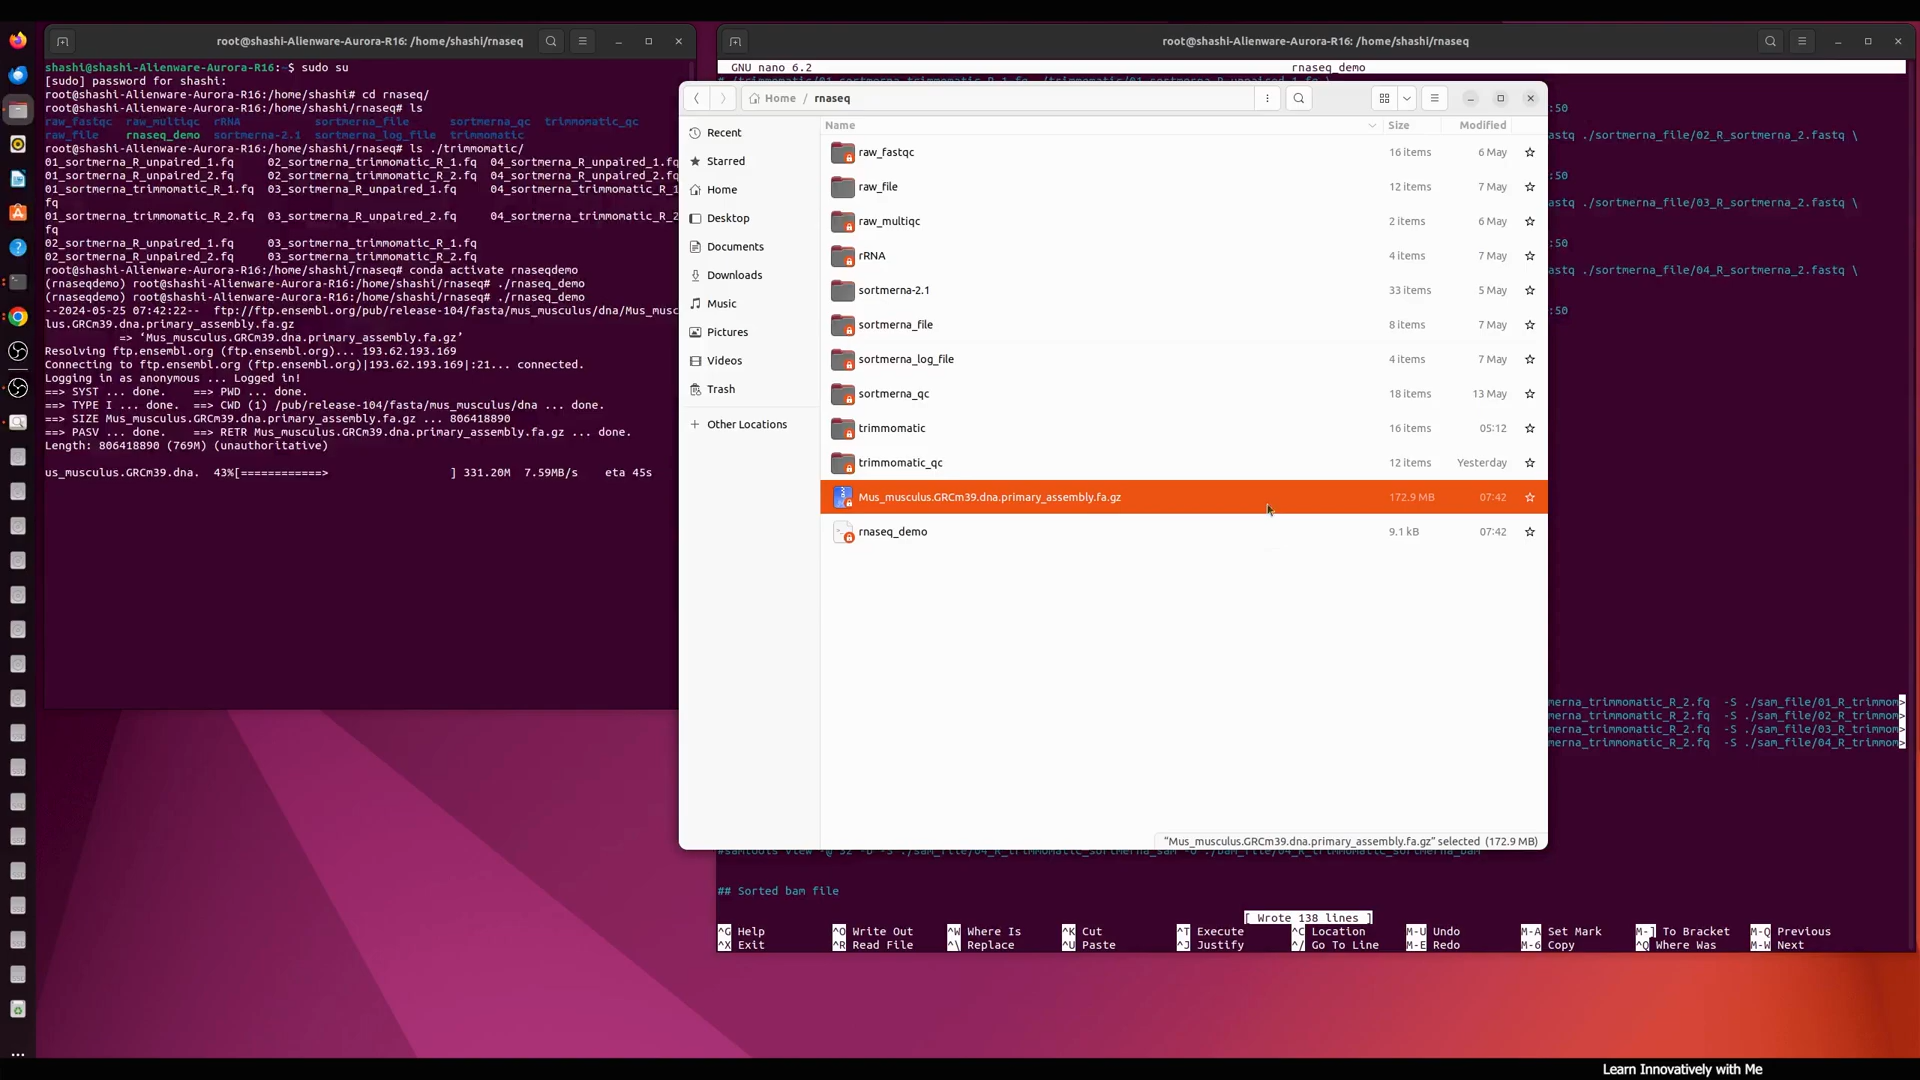 root@shashi-Alienware-Aurora-R16: /home/shashi/rnaseq
shashi@shashi-Alienware-Aurora-R16:~$ sudo su
[sudo] password for shashi:
root@shashi-Alienware-Aurora-R16:/home/shashi# cd rnaseq/
root@shashi-Alienware-Aurora-R16:/home/shashi/rnaseq# ls
raw_fastqc raw_multiqc rRNA sortmerna_file sortmerna_qc trimmomatic_qc
raw_file rnaseq_demo sortmerna-2.1 sortmerna_log_file trimmomatic
root@shashi-Alienware-Aurora-R16:/home/shashi/rnaseq# ls ./trimmomatic/
01_sortmerna_R_unpaired_1.fq 02_sortmerna_trimmomatic_R_1.fq 04_sortmerna_R_unpaired_1.fq
01_sortmerna_R_unpaired_2.fq 02_sortmerna_trimmomatic_R_2.fq 04_sortmerna_R_unpaired_2.fq
01_sortmerna_trimmomatic_R_1.fq 03_sortmerna_R_unpaired_1.fq 04_sortmerna_trimmomatic_R_1
fq
01_sortmerna_trimmomatic_R_2.fq 03_sortmerna_R_unpaired_2.fq 04_sortmerna_trimmomatic_R_2
fq
02_sortmerna_R_unpaired_1.fq 03_sortmerna_trimmomatic_R_1.fq
02_sortmerna_R_unpaired_2.fq 03_sortmerna_trimmomatic_R_2.fq
root@shashi-Alienware-Aurora-R16:/home/shashi/rnaseq# conda activate rnaseqdemo
(rnaseqdemo) root@shashi-Alienware-Aurora-R16:/home/shashi/rnaseq# ./rnaseq_demo
(rnaseqdemo) root@shashi-Alienware-Aurora-R16:/home/shashi/rnaseq# ./rnaseq_demo
--2024-05-25 07:42:22-- ftp://ftp.ensembl.org/pub/release-104/fasta/mus_musculus/dna/Mus_musc
lus.GRCm39.dna.primary_assembly.fa.gz
=> ‘Mus_musculus.GRCm39.dna.primary_assembly.fa.gz’
Resolving ftp.ensembl.org (ftp.ensembl.org)... 193.62.193.169
Connecting to ftp.ensembl.org (ftp.ensembl.org)|193.62.193.169|:21... connected.
Logging in as anonymous ... Logged in!
==> SYST ... done. ==> PWD ... done.
==> TYPE I ... done. ==> CWD (1) /pub/release-104/fasta/mus_musculus/dna ... done.
==> SIZE Mus_musculus.GRCm39.dna.primary_assembly.fa.gz ... 806418890
==> PASV ... done. ==> RETR Mus_musculus.GRCm39.dna.primary_assembly.fa.gz ... done.
Length: 806418890 (769M) (unauthoritative)
us_musculus.GRCm39.dna. 43%[============> ] 331.20M 7.59MB/s eta 45s
root@shashi-Alienware-Aurora-R16: /home/shashi/rnaseq
GNU nano 6.2 rnaseq_demo
Home / rnaseq
Recent
Starred
Home
Desktop
Documents
Downloads
Music
Pictures
Videos
Trash
+ Other Locations
Name Size Modified
raw_fastqc 16 items 6 May
raw_file 12 items 7 May
raw_multiqc 2 items 6 May
rRNA 4 items 7 May
sortmerna-2.1 33 items 5 May
sortmerna_file 8 items 7 May
sortmerna_log_file 4 items 7 May
sortmerna_qc 18 items 13 May
trimmomatic 16 items 05:12
trimmomatic_qc 12 items Yesterday
Mus_musculus.GRCm39.dna.primary_assembly.fa.gz 172.9 MB 07:42
rnaseq_demo 9.1 kB 07:42
“Mus_musculus.GRCm39.dna.primary_assembly.fa.gz” selected (172.9 MB)
:50
astq ./sortmerna_file/02_R_sortmerna_2.fastq \
:50
astq ./sortmerna_file/03_R_sortmerna_2.fastq \
:50
astq ./sortmerna_file/04_R_sortmerna_2.fastq \
:50
merna_trimmomatic_R_2.fq -S ./sam_file/01_R_trimmom>
merna_trimmomatic_R_2.fq -S ./sam_file/02_R_trimmom>
merna_trimmomatic_R_2.fq -S ./sam_file/03_R_trimmom>
merna_trimmomatic_R_2.fq -S ./sam_file/04_R_trimmom>
## Sorted bam file
[ Wrote 138 lines ]
^G Help ^O Write Out ^W Where Is ^K Cut ^T Execute ^C Location M-U Undo M-A Set Mark M-] To Bracket M-Q Previous
^X Exit ^R Read File ^\ Replace ^U Paste ^J Justify ^/ Go To Line M-E Redo M-6 Copy ^Q Where Was M-W Next
Learn Innovatively with Me